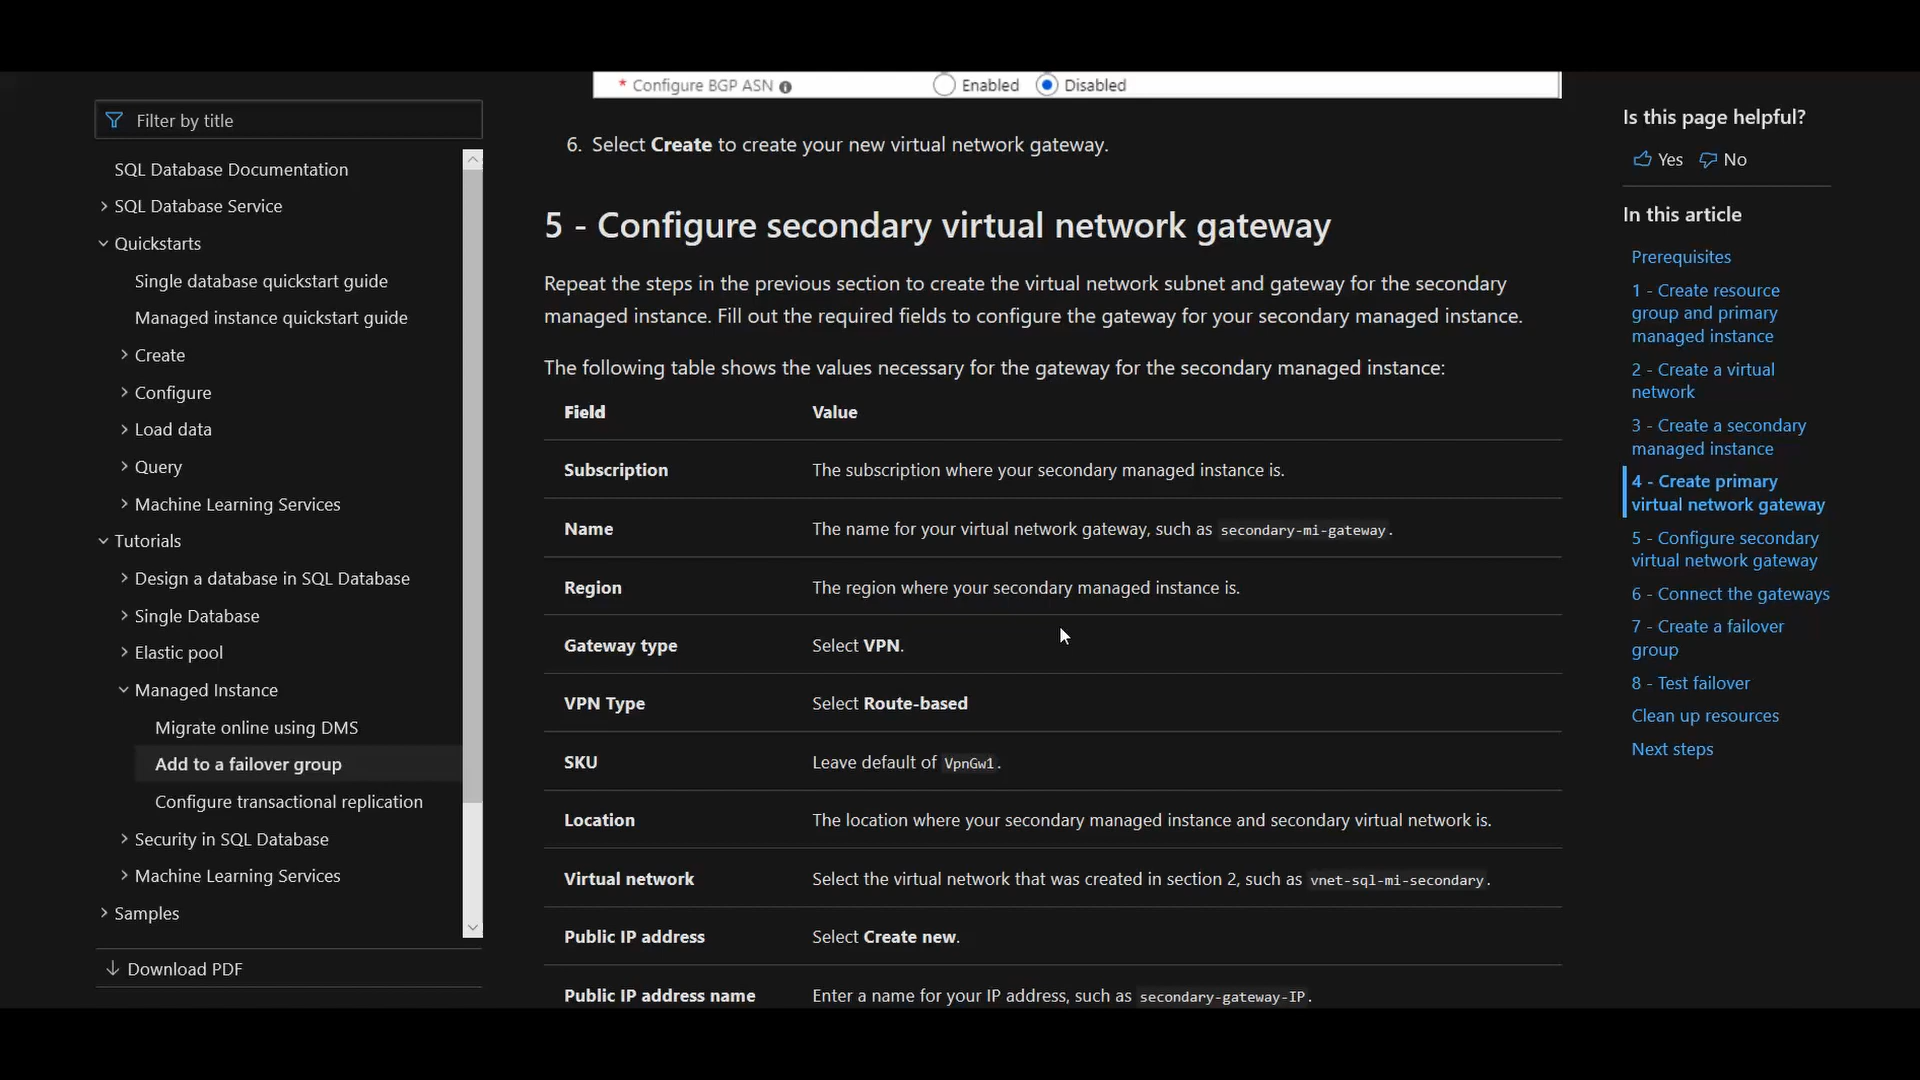 * Configure BGP ASN
Enabled
Disabled
Filter by title
SQL Database Documentation
SQL Database Service
Quickstarts
Single database quickstart guide
Managed instance quickstart guide
Create
Configure
Load data
Query
Machine Learning Services
Tutorials
Design a database in SQL Database
Single Database
Elastic pool
Managed Instance
Migrate online using DMS
Add to a failover group
Configure transactional replication
Security in SQL Database
Machine Learning Services
Samples
Download PDF
6. Select Create to create your new virtual network gateway.
5 - Configure secondary virtual network gateway
Repeat the steps in the previous section to create the virtual network subnet and gateway for the secondary
managed instance. Fill out the required fields to configure the gateway for your secondary managed instance.
The following table shows the values necessary for the gateway for the secondary managed instance:
Field Value
Subscription The subscription where your secondary managed instance is.
Name The name for your virtual network gateway, such as secondary-mi-gateway.
Region The region where your secondary managed instance is.
Gateway type Select VPN.
VPN Type Select Route-based
SKU Leave default of VpnGw1.
Location The location where your secondary managed instance and secondary virtual network is.
Virtual network Select the virtual network that was created in section 2, such as vnet-sql-mi-secondary.
Public IP address Select Create new.
Public IP address name Enter a name for your IP address, such as secondary-gateway-IP.
Is this page helpful?
Yes No
In this article
Prerequisites
1 - Create resource
group and primary
managed instance
2 - Create a virtual
network
3 - Create a secondary
managed instance
4 - Create primary
virtual network gateway
5 - Configure secondary
virtual network gateway
6 - Connect the gateways
7 - Create a failover
group
8 - Test failover
Clean up resources
Next steps